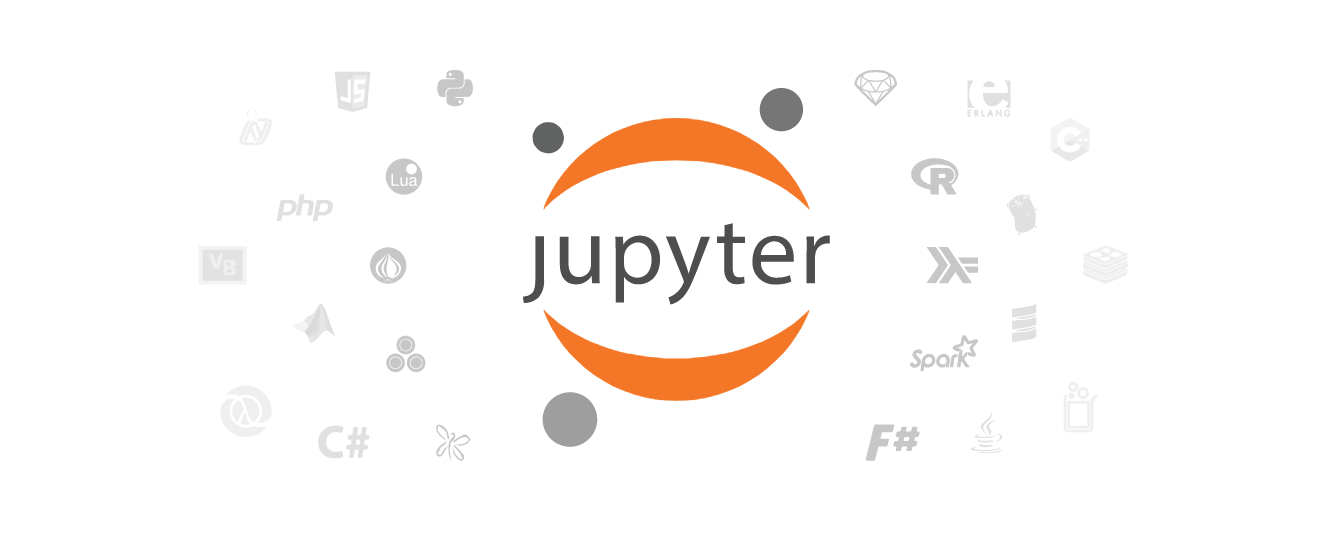 JS
ERLANG
C++
Lua
R
php
jupyter
VB
Spark
C#
F#